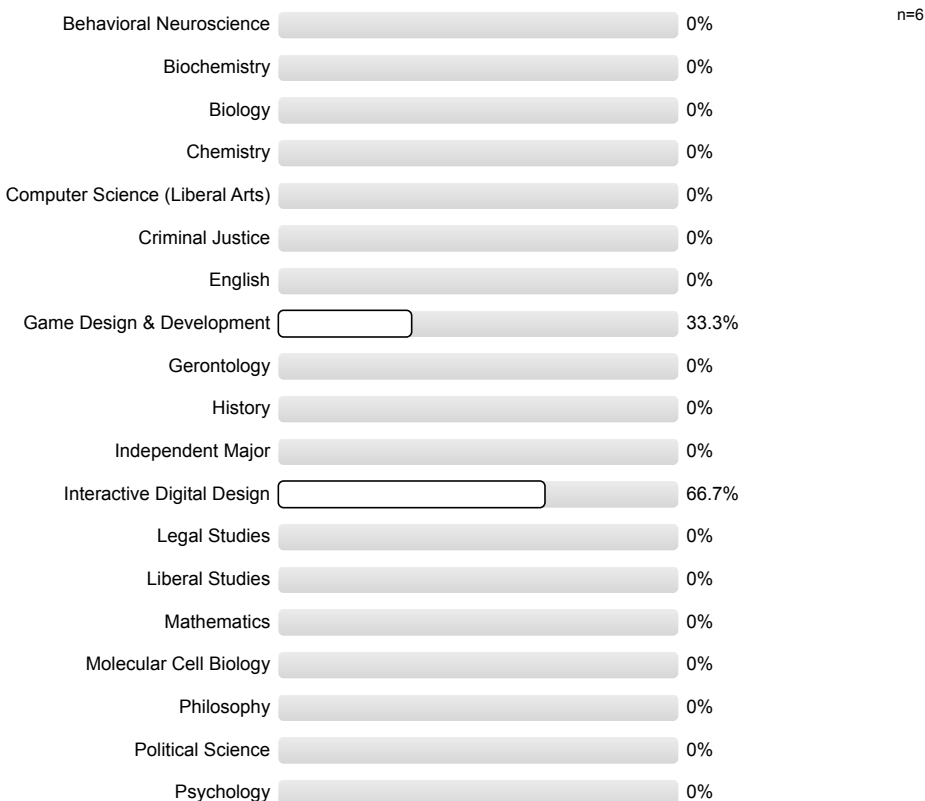 Behavioral Neuroscience 0% n=6
Biochemistry 0%
Biology 0%
Chemistry 0%
Computer Science (Liberal Arts) 0%
Criminal Justice 0%
English 0%
Game Design & Development 33.3%
Gerontology 0%
History 0%
Independent Major 0%
Interactive Digital Design 66.7%
Legal Studies 0%
Liberal Studies 0%
Mathematics 0%
Molecular Cell Biology 0%
Philosophy 0%
Political Science 0%
Psychology 0%